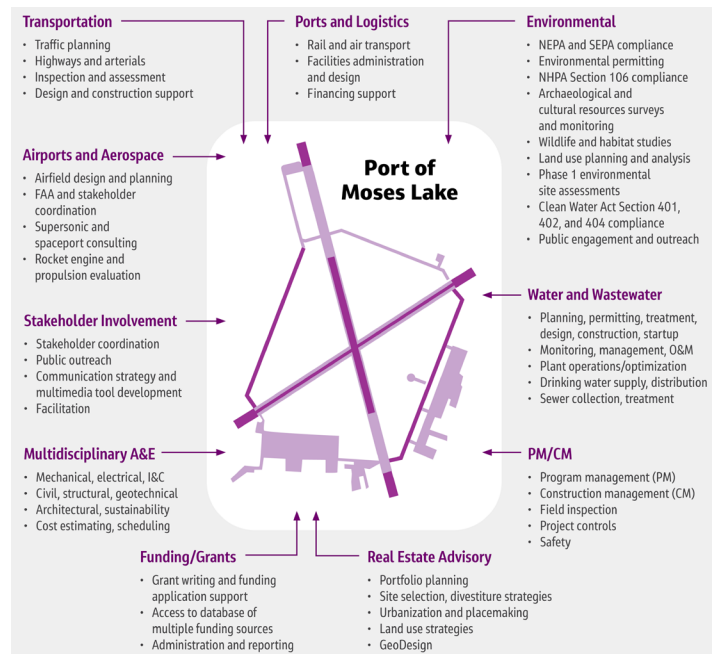 Transportation
• Traffic planning
• Highways and arterials
• Inspection and assessment
• Design and construction support
Ports and Logistics
• Rail and air transport
• Facilities administration
and design
• Financing support
Environmental
• NEPA and SEPA compliance
• Environmental permitting
• NHPA Section 106 compliance
• Archaeological and
cultural resources surveys
and monitoring
• Wildlife and habitat studies
• Land use planning and analysis
• Phase 1 environmental
site assessments
• Clean Water Act Section 401,
402, and 404 compliance
• Public engagement and outreach
Airports and Aerospace
• Airfield design and planning
• FAA and stakeholder
coordination
• Supersonic and
spaceport consulting
• Rocket engine and
propulsion evaluation
Port of
Moses Lake
Stakeholder Involvement
• Stakeholder coordination
• Public outreach
• Communication strategy and
multimedia tool development
• Facilitation
Water and Wastewater
• Planning, permitting, treatment,
design, construction, startup
• Monitoring, management, O&M
• Plant operations/optimization
• Drinking water supply, distribution
• Sewer collection, treatment
Multidisciplinary A&E
• Mechanical, electrical, I&C
• Civil, structural, geotechnical
• Architectural, sustainability
• Cost estimating, scheduling
PM/CM
• Program management (PM)
• Construction management (CM)
• Field inspection
• Project controls
• Safety
Funding/Grants
• Grant writing and funding
application support
• Access to database of
multiple funding sources
• Administration and reporting
Real Estate Advisory
• Portfolio planning
• Site selection, divestiture strategies
• Urbanization and placemaking
• Land use strategies
• GeoDesign